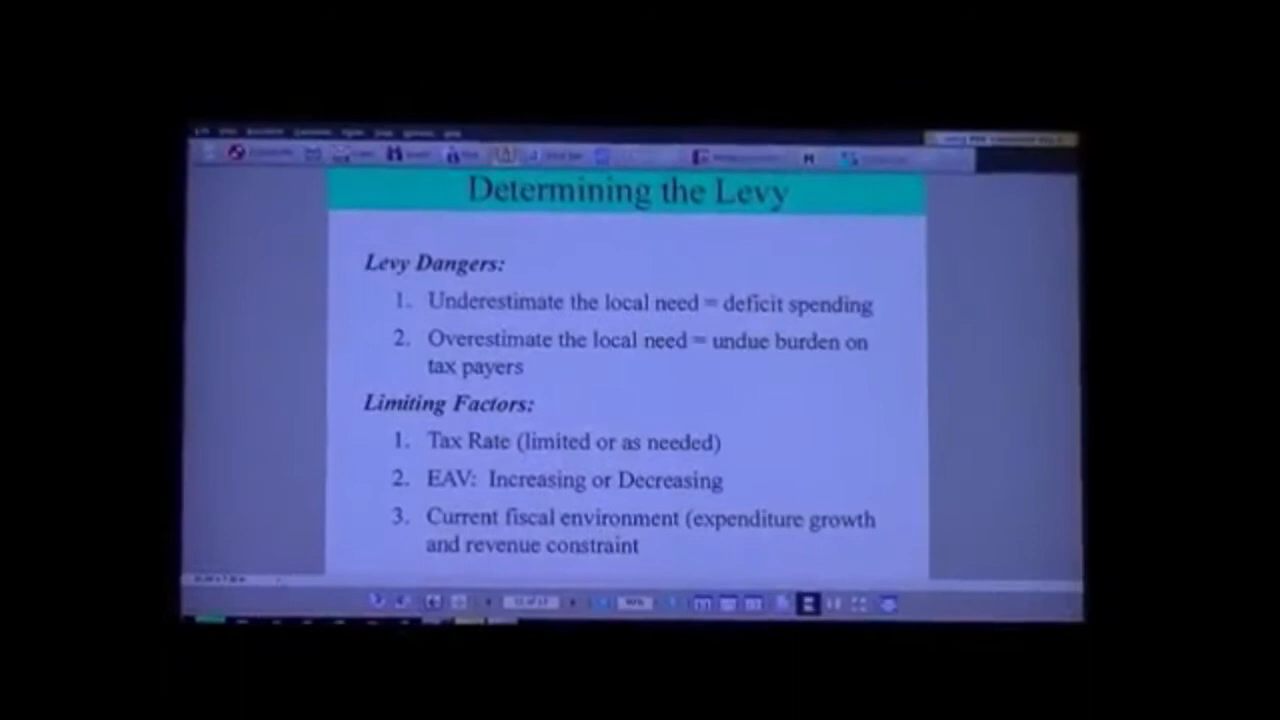 Determining the Levy
Levy Dangers:
1. Underestimate the local need = deficit spending
2. Overestimate the local need = undue burden on
tax payers
Limiting Factors:
1. Tax Rate (limited or as needed)
2. EAV: Increasing or Decreasing
3. Current fiscal environment (expenditure growth
and revenue constraint